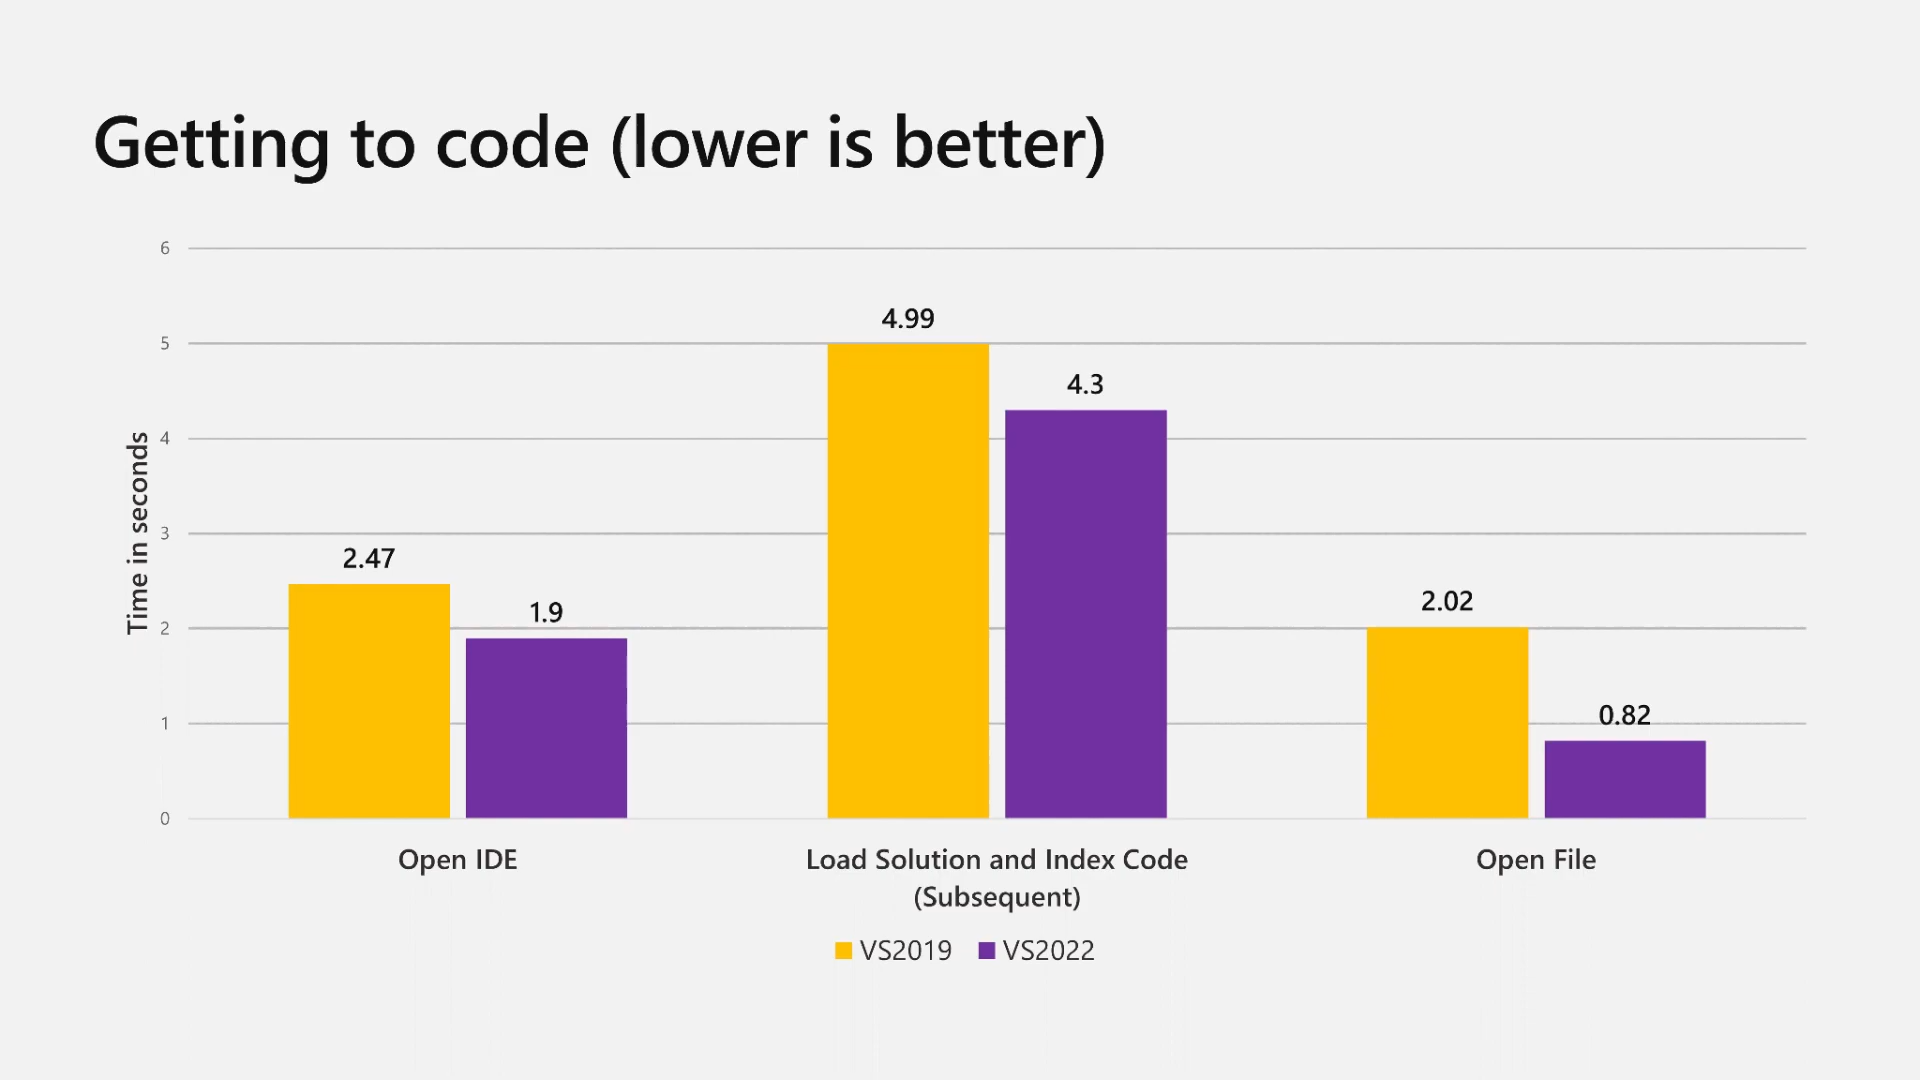 Getting to code (lower is better)
6
4.99
5
4.3
4
Time in seconds
3
2.47
2.02
1.9
2
0.82
1
0
Open IDE
Load Solution and Index Code
(Subsequent)
Open File
VS2019
VS2022